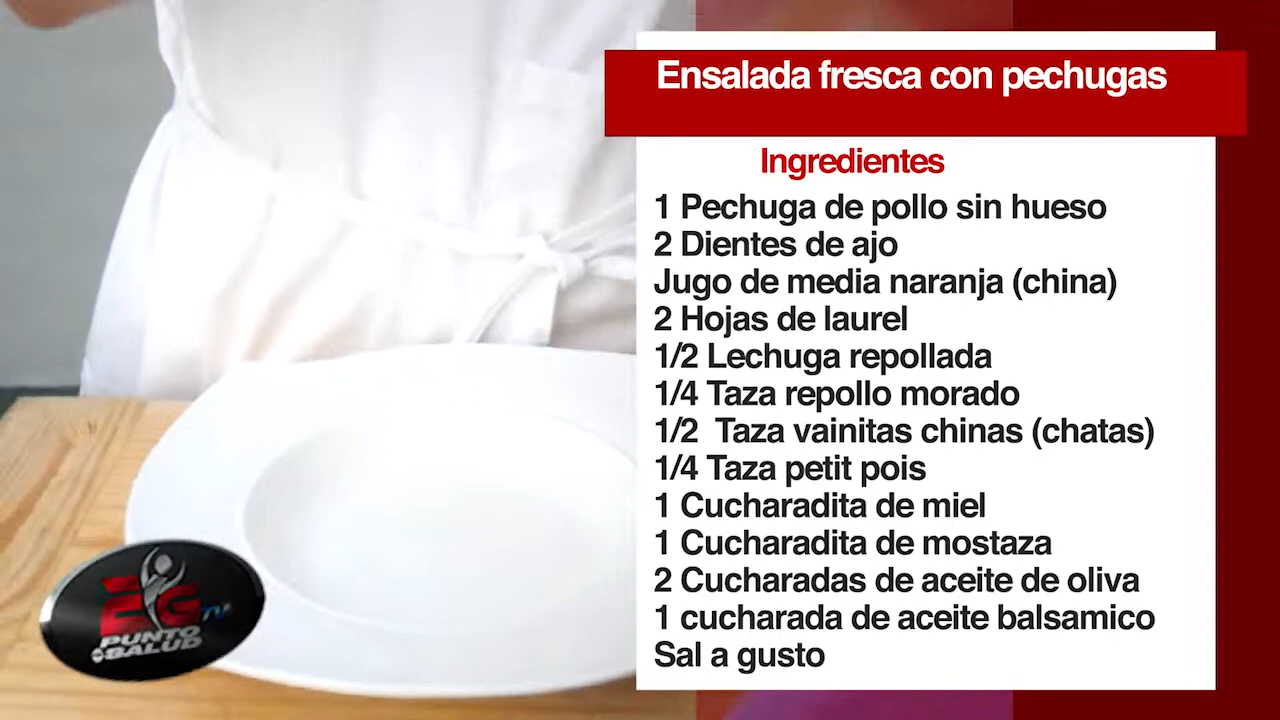 Ensalada fresca con pechugas
Ingredientes
1 Pechuga de pollo sin hueso
2 Dientes de ajo
Jugo de media naranja (china)
2 Hojas de laurel
1/2 Lechuga repollada
1/4 Taza repollo morado
1/2 Taza vainitas chinas (chatas)
1/4 Taza petit pois
1 Cucharadita de miel
1 Cucharadita de mostaza
2 Cucharadas de aceite de oliva
1 cucharada de aceite balsamico
Sal a gusto
2G TV
PUNTO
SALUD